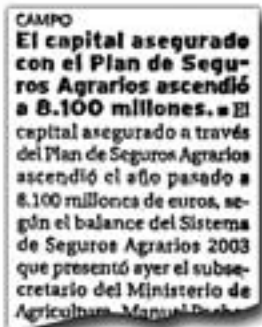 CAMPO
El capital asegurado
con el Plan de Segu-
ros Agrarios ascendió
a 8.100 millones. ■ El
capital asegurado a través
del Plan de Seguros Agrarios
ascendió el año pasado a
8.100 millones de euros, se-
gún el balance del Sistema
de Seguros Agrarios 2003
que presentó ayer el subse-
cretario del Ministerio de
Agricultura, Manuel